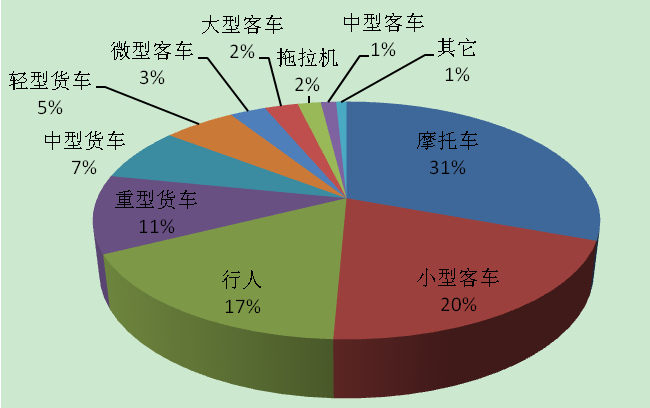 大型客车
2%
中型客车
1%
其它
1%
微型客车
3%
拖拉机
2%
轻型货车
5%
中型货车
7%
摩托车
31%
重型货车
11%
行人
17%
小型客车
20%